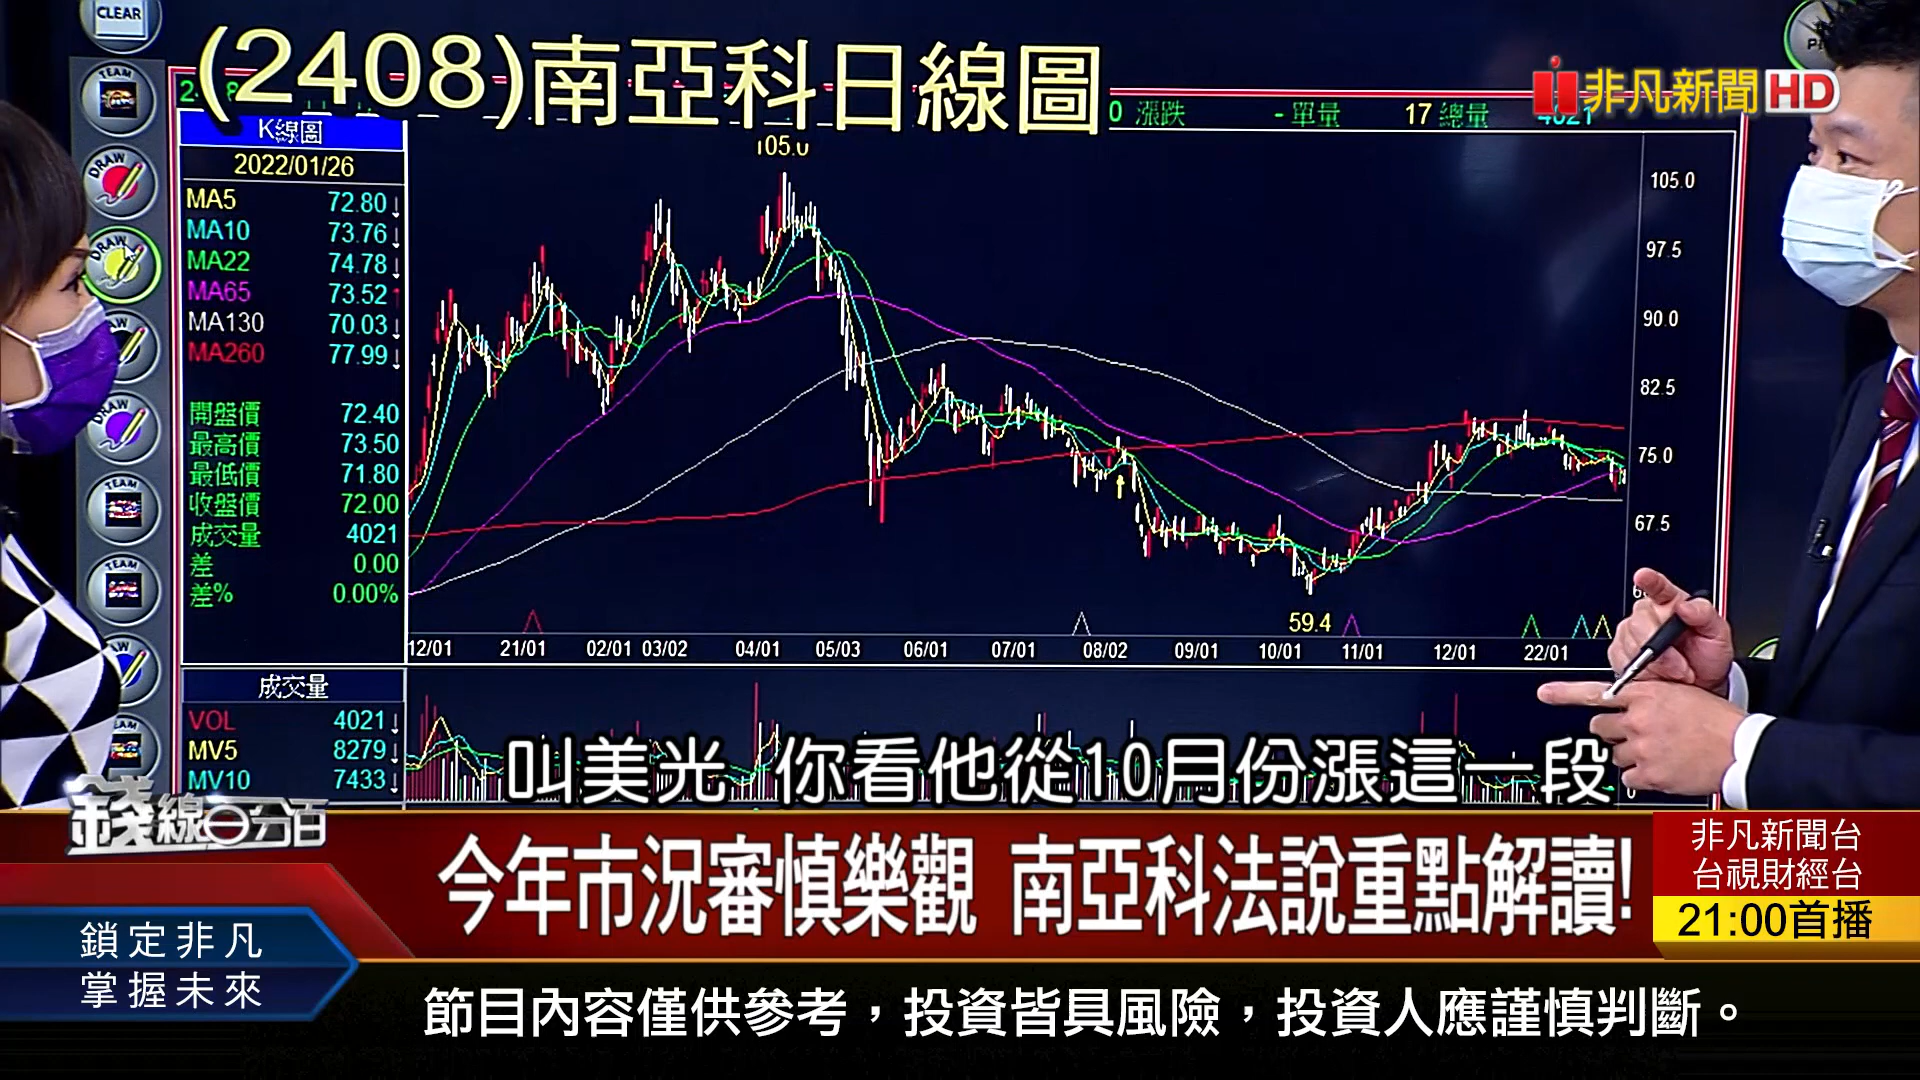 CLEAR
TEAM
DRAW
DRAW
DRAW
TEAM
TEAM
(2408)南亞科日線圖
非凡新聞HD
漲跌
- 單量 17 總量 4021
K線圖
2022/01/26
MA5 72.80↓
MA10 73.76↓
MA22 74.78↓
MA65 73.52↑
MA130 70.03↓
MA260 77.99↓
開盤價 72.40
最高價 73.50
最低價 71.80
收盤價 72.00
成交量 4021
差 0.00
差% 0.00%
105.0
105.0
97.5
90.0
82.5
75.0
67.5
59.4
12/01 21/01 02/01 03/02 04/01 05/03 06/01 07/01 08/02 09/01 10/01 11/01 12/01 22/01
成交量
VOL 4021↓
MV5 8279↓
MV10 7433↓
0
叫美光 你看他從10月份漲這一段
錢線百分百
今年市況審慎樂觀 南亞科法說重點解讀!
非凡新聞台
台視財經台
21:00首播
鎖定非凡
掌握未來
節目內容僅供參考，投資皆具風險，投資人應謹慎判斷。